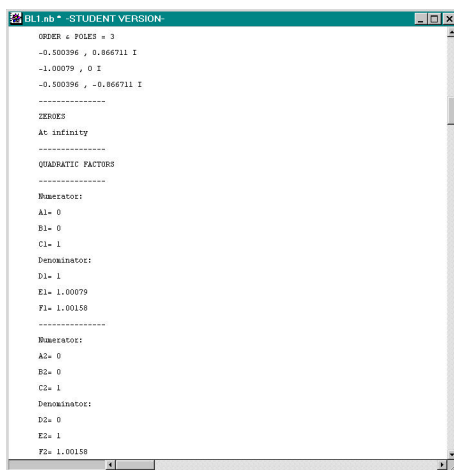 BL1.nb * -STUDENT VERSION-
ORDER & POLES = 3
-0.500396 , 0.866711 I
-1.00079 , 0 I
-0.500396 , -0.866711 I
---------------
ZEROES
At infinity
---------------
QUADRATIC FACTORS
---------------
Numerator:
A1= 0
B1= 0
C1= 1
Denominator:
D1= 1
E1= 1.00079
F1= 1.00158
---------------
Numerator:
A2= 0
B2= 0
C2= 1
Denominator:
D2= 0
E2= 1
F2= 1.00158